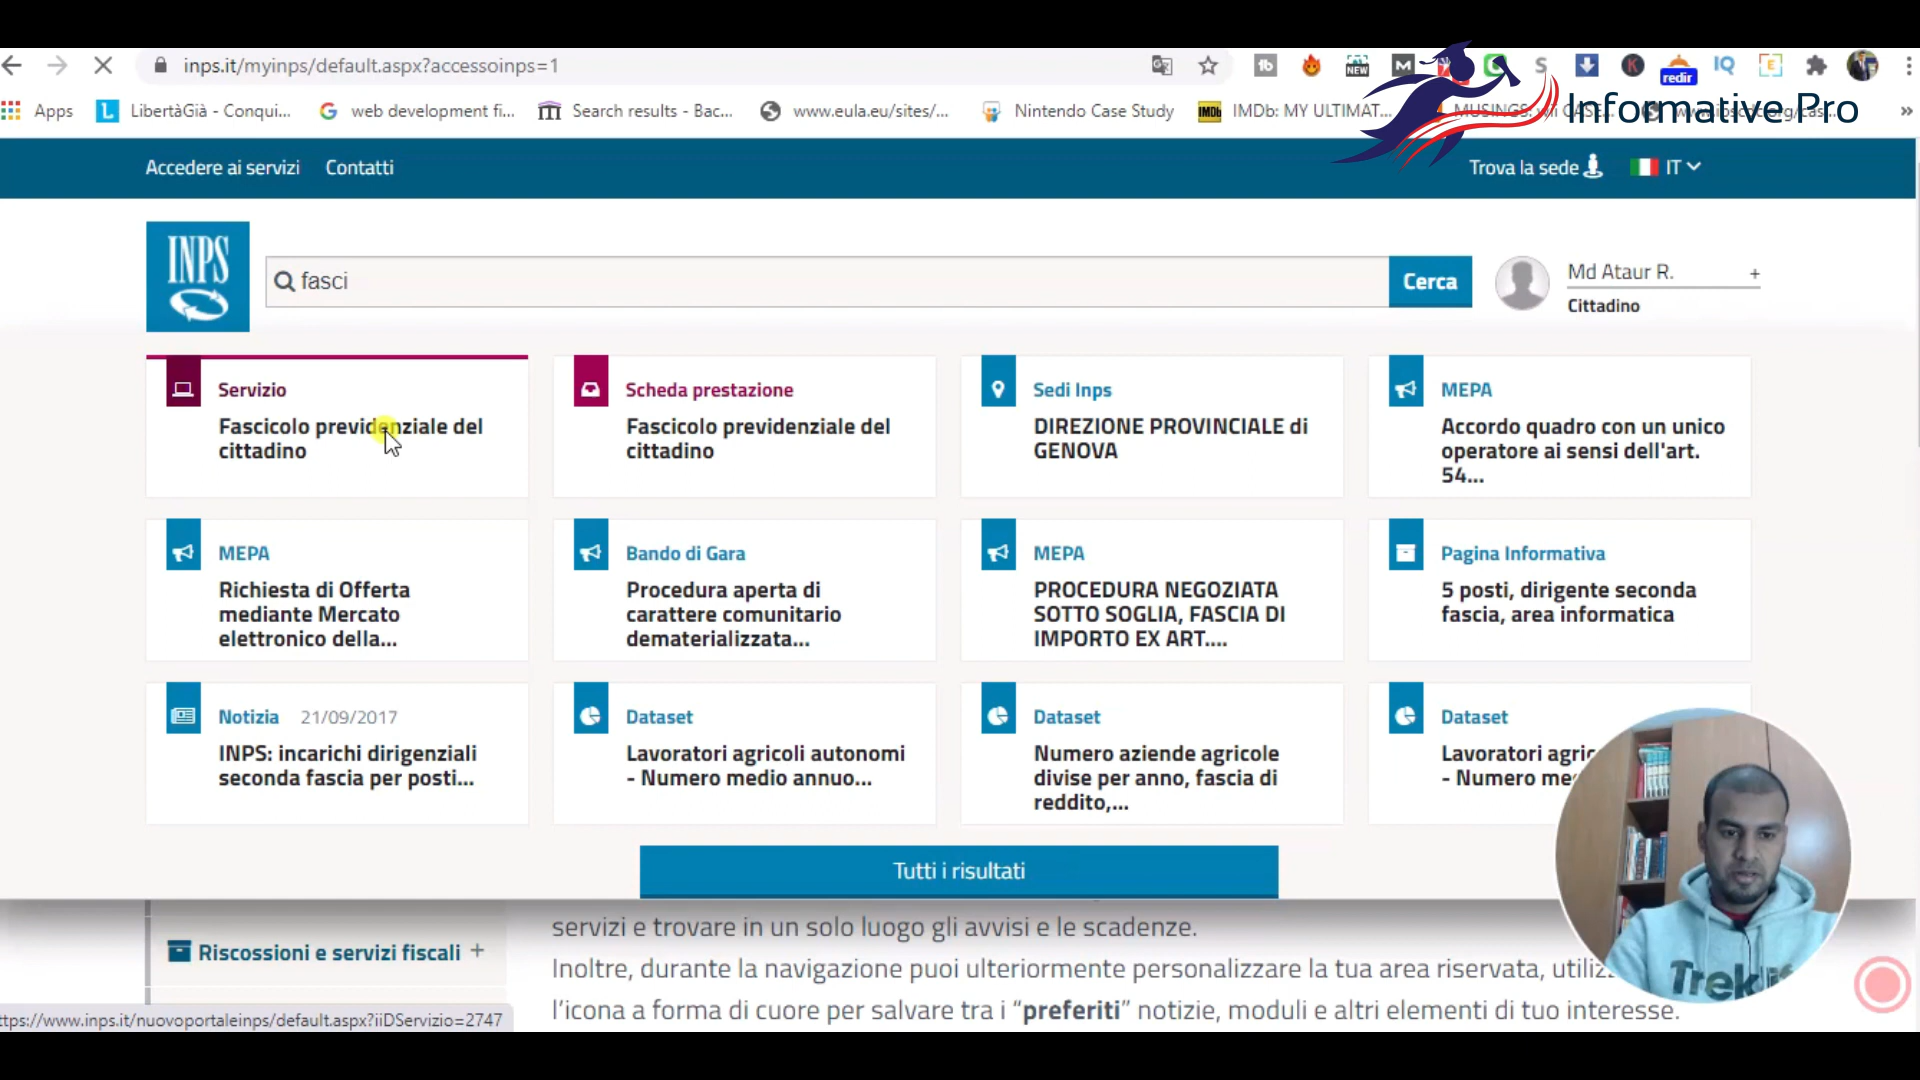 inps.it/myinps/default.aspx?accessoinps=1
NEW
redir
IQ
Apps
LibertàGià - Conqui...
web development fi...
Search results - Bac...
www.eula.eu/sites/...
Nintendo Case Study
IMDb: MY ULTIMAT...
Informative Pro
Accedere ai servizi
Contatti
Trova la sede
IT
INPS
fasci
Cerca
Md Ataur R.
+
Cittadino
Servizio
Fascicolo previdenziale del
cittadino
Scheda prestazione
Fascicolo previdenziale del
cittadino
Sedi Inps
DIREZIONE PROVINCIALE di
GENOVA
MEPA
Accordo quadro con un unico
operatore ai sensi dell'art.
54...
MEPA
Richiesta di Offerta
mediante Mercato
elettronico della...
Bando di Gara
Procedura aperta di
carattere comunitario
dematerializzata...
MEPA
PROCEDURA NEGOZIATA
SOTTO SOGLIA, FASCIA DI
IMPORTO EX ART....
Pagina Informativa
5 posti, dirigente seconda
fascia, area informatica
Notizia 21/09/2017
INPS: incarichi dirigenziali
seconda fascia per posti...
Dataset
Lavoratori agricoli autonomi
- Numero medio annuo...
Dataset
Numero aziende agricole
divise per anno, fascia di
reddito,...
Dataset
Lavoratori
- Numero
Tutti i risultati
servizi e trovare in un solo luogo gli avvisi e le scadenze.
Riscossioni e servizi fiscali +
Inoltre, durante la navigazione puoi ulteriormente personalizzare la tua area riservata,
l'icona a forma di cuore per salvare tra i “preferiti” notizie, moduli e altri elementi di tuo interesse.
ttps://www.inps.it/nuovoportaleinps/default.aspx?iiDServizio=2747